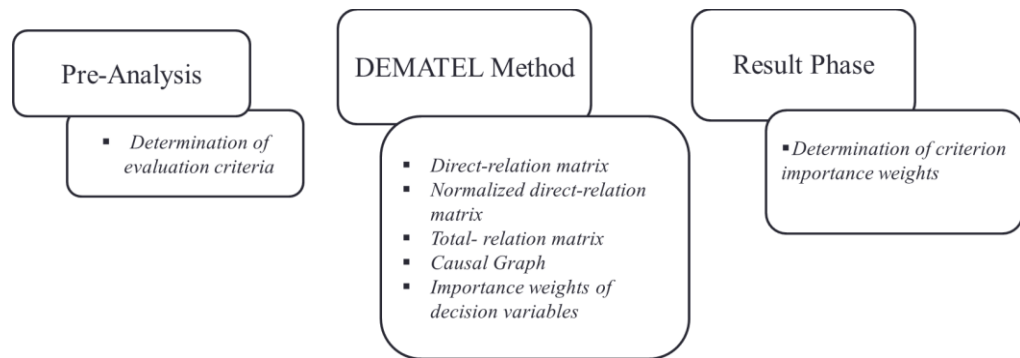 Pre-Analysis
▪ Determination of
evaluation criteria
DEMATEL Method
▪ Direct-relation matrix
▪ Normalized direct-relation
matrix
▪ Total- relation matrix
▪ Causal Graph
▪ Importance weights of
decision variables
Result Phase
▪Determination of criterion
importance weights